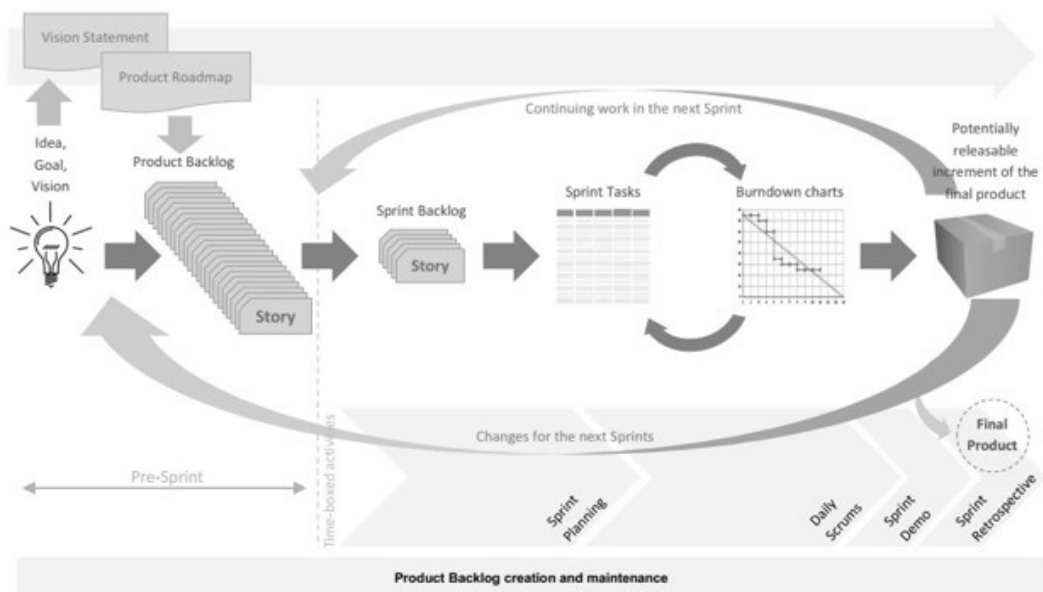 Vision Statement
Product Roadmap
Continuing work in the next Sprint
Idea,
Goal,
Vision
Product Backlog
Sprint Backlog
Sprint Tasks
Burndown charts
Potentially
releasable
increment of the
final product
Story
Story
Changes for the next Sprints
Final
Product
Pre-Sprint
Time-boxed activities
Sprint
Planning
Daily
Scrums
Sprint
Demo
Sprint
Retrospective
Product Backlog creation and maintenance